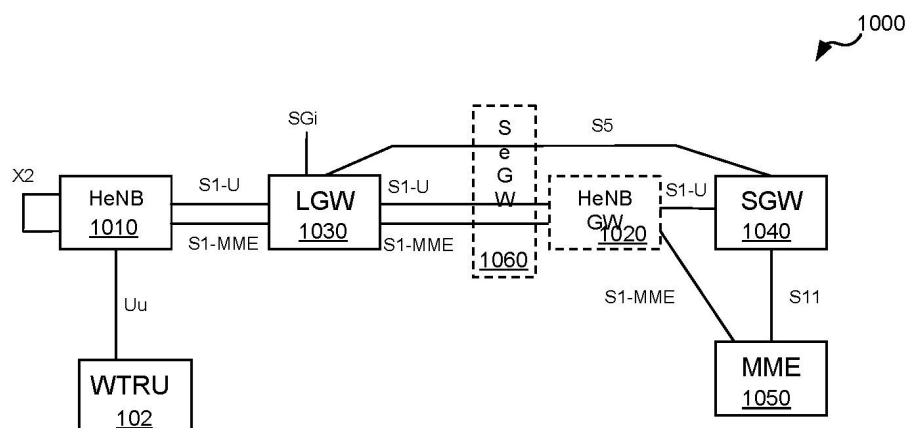 1000
SGi
S
e
G
W
S5
X2
HeNB
1010
S1-U
LGW
1030
S1-U
HeNB
GW
1020
S1-U
SGW
1040
S1-MME
S1-MME
1060
Uu
S1-MME
S11
WTRU
102
MME
1050